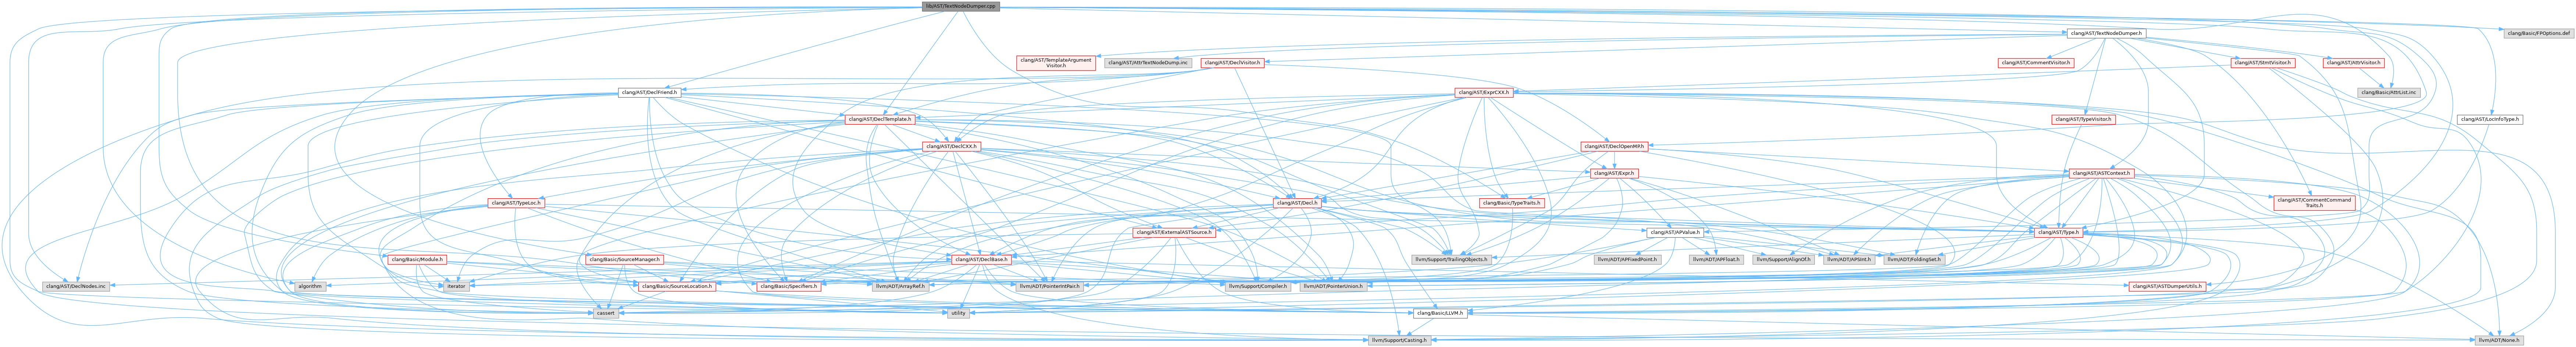 lib/AST/TextNodeDumper.cpp
clang/AST/TextNodeDumper.h
clang/Basic/FPOptions.def
clang/AST/TemplateArgument
Visitor.h
clang/AST/AttrTextNodeDump.inc
clang/AST/DeclVisitor.h
clang/AST/CommentVisitor.h
clang/AST/StmtVisitor.h
clang/AST/AttrVisitor.h
clang/AST/DeclFriend.h
clang/AST/ExprCXX.h
clang/Basic/AttrList.inc
clang/AST/DeclTemplate.h
clang/AST/TypeVisitor.h
clang/AST/LocInfoType.h
clang/AST/DeclCXX.h
clang/AST/DeclOpenMP.h
clang/AST/Expr.h
clang/AST/ASTContext.h
clang/AST/TypeLoc.h
clang/AST/Decl.h
clang/Basic/TypeTraits.h
clang/AST/CommentCommand
Traits.h
clang/AST/ExternalASTSource.h
clang/AST/APValue.h
clang/AST/Type.h
clang/Basic/Module.h
clang/Basic/SourceManager.h
clang/AST/DeclBase.h
llvm/Support/TrailingObjects.h
llvm/ADT/APFixedPoint.h
llvm/ADT/APFloat.h
llvm/Support/AlignOf.h
llvm/ADT/APSInt.h
llvm/ADT/FoldingSet.h
clang/AST/DeclNodes.inc
algorithm
iterator
clang/Basic/SourceLocation.h
clang/Basic/Specifiers.h
llvm/ADT/ArrayRef.h
llvm/ADT/PointerIntPair.h
llvm/Support/Compiler.h
llvm/ADT/PointerUnion.h
clang/AST/ASTDumperUtils.h
cassert
utility
clang/Basic/LLVM.h
llvm/Support/Casting.h
llvm/ADT/None.h